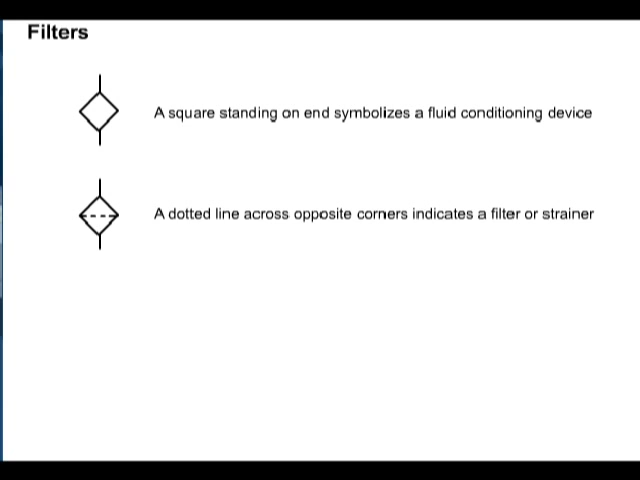 Filters
A square standing on end symbolizes a fluid conditioning device
A dotted line across opposite corners indicates a filter or strainer